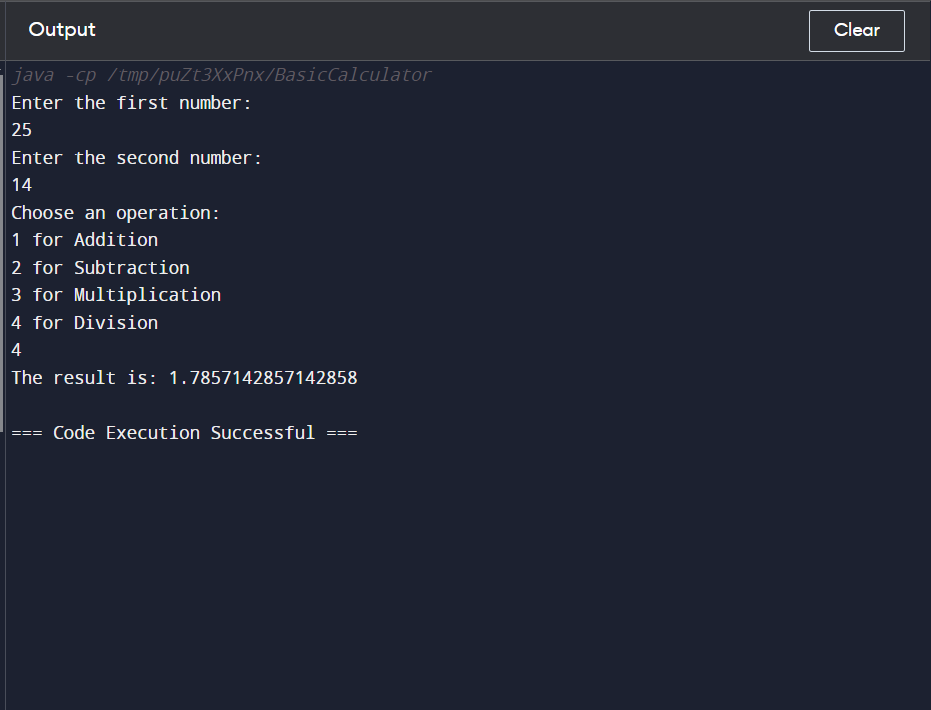 Output
Clear
java -cp /tmp/puZt3XxPnx/BasicCalculator
Enter the first number:
25
Enter the second number:
14
Choose an operation:
1 for Addition
2 for Subtraction
3 for Multiplication
4 for Division
4
The result is: 1.7857142857142858
=== Code Execution Successful ===